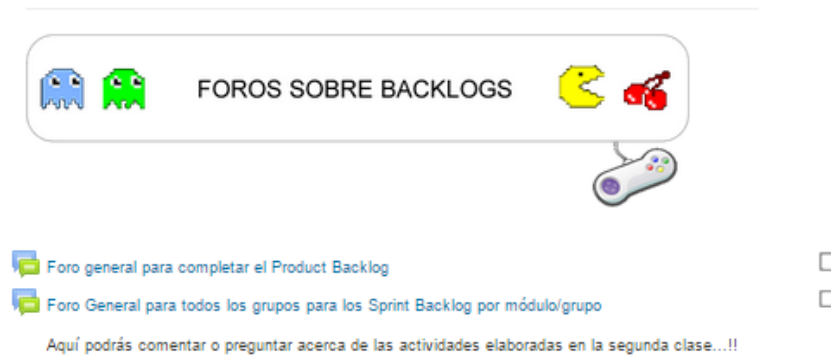 FOROS SOBRE BACKLOGS
Foro general para completar el Product Backlog
Foro General para todos los grupos para los Sprint Backlog por módulo/grupo
Aquí podrás comentar o preguntar acerca de las actividades elaboradas en la segunda clase...!!